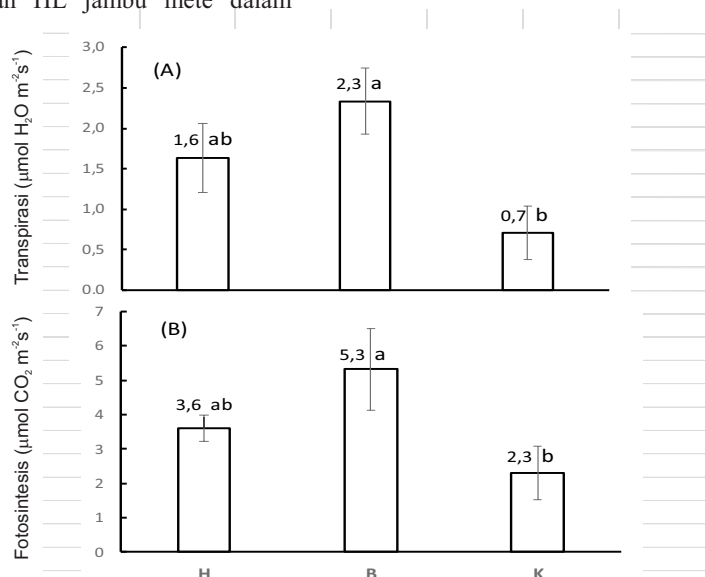 HL jambu mete dalam
Transpirasi (µmol H₂O m⁻²s⁻¹)
3,0
2,5
2,0
1,5
1,0
0,5
0.0
(A)
1,6 ab
2,3 a
0,7 b
Fotosintesis (µmol CO₂ m⁻²s⁻¹)
7
6
5
4
3
2
1
0
(B)
3,6 ab
5,3 a
2,3 b
H B K